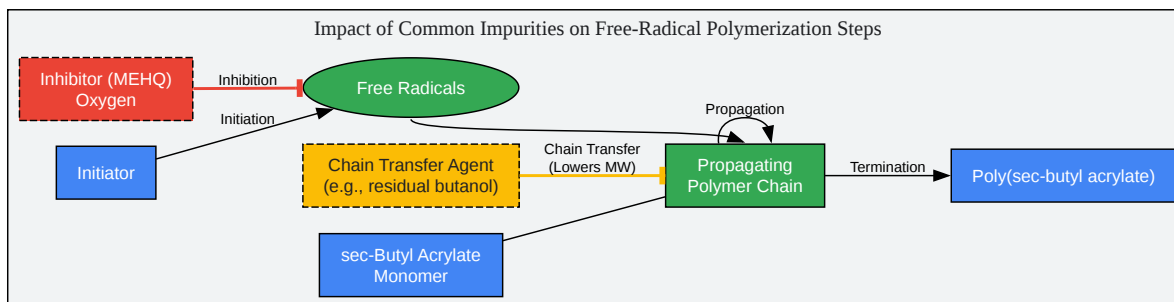 Impact of Common Impurities on Free-Radical Polymerization Steps
Inhibitor (MEHQ)
Oxygen
Inhibition
Free Radicals
Initiation
Initiator
Propagation
Chain Transfer Agent
(e.g., residual butanol)
Chain Transfer
(Lowers MW)
Propagating
Polymer Chain
Termination
Poly(sec-butyl acrylate)
sec-Butyl Acrylate
Monomer